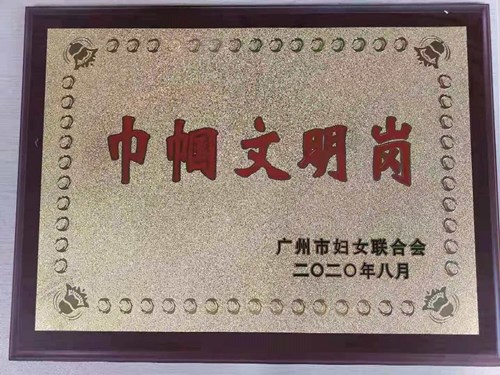 巾帼文明岗
广州市妇女联合会
二〇二〇年八月